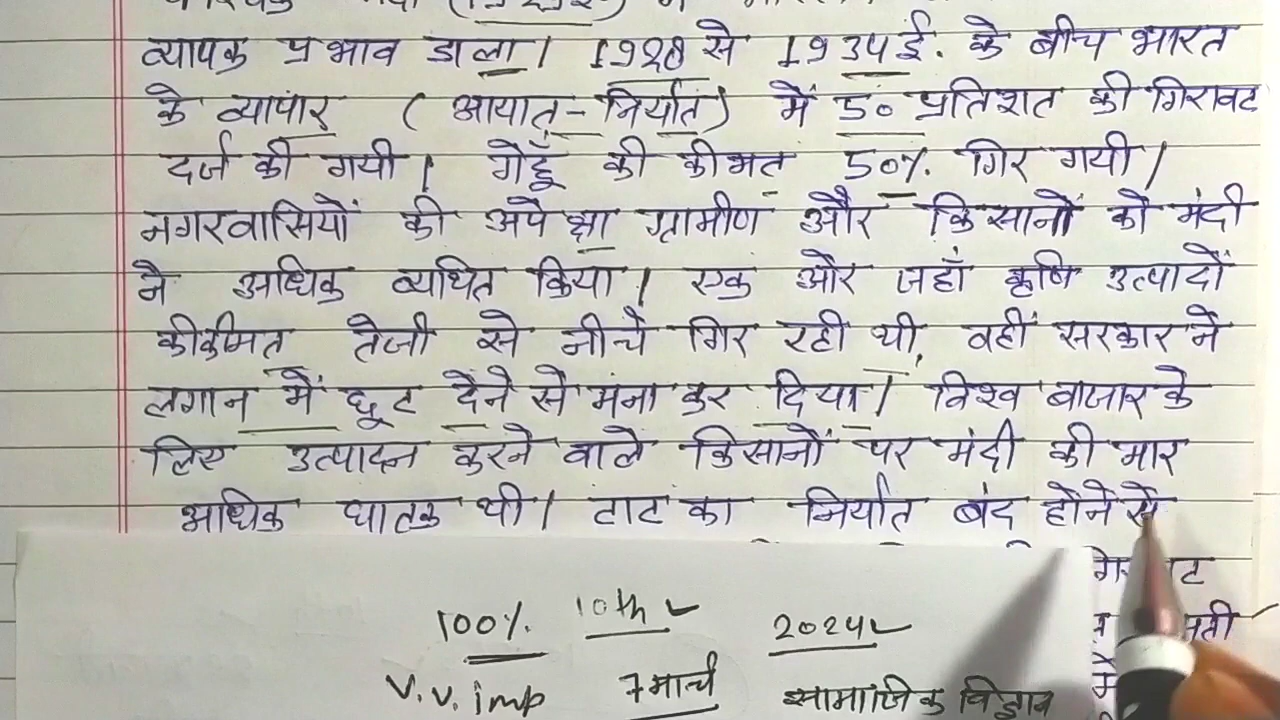 व्यापक प्रभाव डाला। 1928 से 1934ई. के बीच भारत
के व्यापार (आयात-निर्यात) में 50 प्रतिशत की गिरावट
दर्ज की गयी। गेहूँ की कीमत 50% गिर गयी।
नगरवासियों की अपेक्षा ग्रामीण और किसानों को मंदी
ने अधिक व्यथित किया। एक और जहाँ कृषि उत्पादों
की कीमत तेजी से नीचे गिर रही थी, वहीं सरकार ने
लगान में छूट देने से मना कर दिया। विश्व बाजार के
लिए उत्पादन करने वाले किसानों पर मंदी की मार
अधिक घातक थी। टाट का निर्यात बंद होने से
100% 10th 2024
V.V. imp 7 मार्च सामाजिक विज्ञान